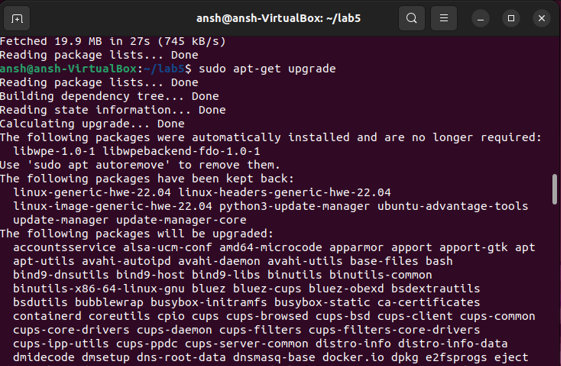 ansh@ansh-VirtualBox: ~/lab5
Fetched 19.9 MB in 27s (745 kB/s)
Reading package lists... Done
ansh@ansh-VirtualBox:~/lab5$ sudo apt-get upgrade
Reading package lists... Done
Building dependency tree... Done
Reading state information... Done
Calculating upgrade... Done
The following packages were automatically installed and are no longer required:
  libwpe-1.0-1 libwpebackend-fdo-1.0-1
Use 'sudo apt autoremove' to remove them.
The following packages have been kept back:
  linux-generic-hwe-22.04 linux-headers-generic-hwe-22.04
  linux-image-generic-hwe-22.04 python3-update-manager ubuntu-advantage-tools
  update-manager update-manager-core
The following packages will be upgraded:
  accountsservice alsa-ucm-conf amd64-microcode apparmor apport apport-gtk apt
  apt-utils avahi-autoipd avahi-daemon avahi-utils base-files bash
  bind9-dnsutils bind9-host bind9-libs binutils binutils-common
  binutils-x86-64-linux-gnu bluez bluez-cups bluez-obexd bsdextrautils
  bsdutils bubblewrap busybox-initramfs busybox-static ca-certificates
  containerd coreutils cpio cups cups-browsed cups-bsd cups-client cups-common
  cups-core-drivers cups-daemon cups-filters cups-filters-core-drivers
  cups-ipp-utils cups-ppdc cups-server-common distro-info distro-info-data
  dmidecode dmsetup dns-root-data dnsmasq-base docker.io dpkg e2fsprogs eject